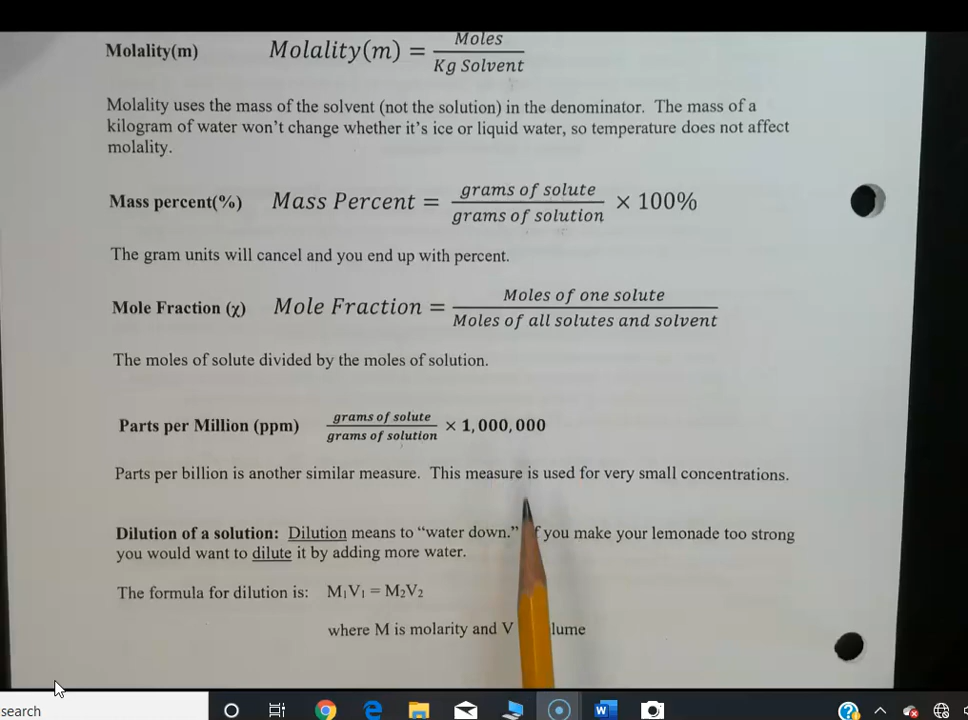 Molality(m) Molality(m) = Moles / Kg Solvent
Molality uses the mass of the solvent (not the solution) in the denominator. The mass of a
kilogram of water won't change whether it's ice or liquid water, so temperature does not affect
molality.
Mass percent(%) Mass Percent = grams of solute / grams of solution × 100%
The gram units will cancel and you end up with percent.
Mole Fraction (χ) Mole Fraction = Moles of one solute / Moles of all solutes and solvent
The moles of solute divided by the moles of solution.
Parts per Million (ppm) grams of solute / grams of solution × 1,000,000
Parts per billion is another similar measure. This measure is used for very small concentrations.
Dilution of a solution: Dilution means to "water down." you make your lemonade too strong
you would want to dilute it by adding more water.
The formula for dilution is: M₁V₁ = M₂V₂
where M is molarity and V
search